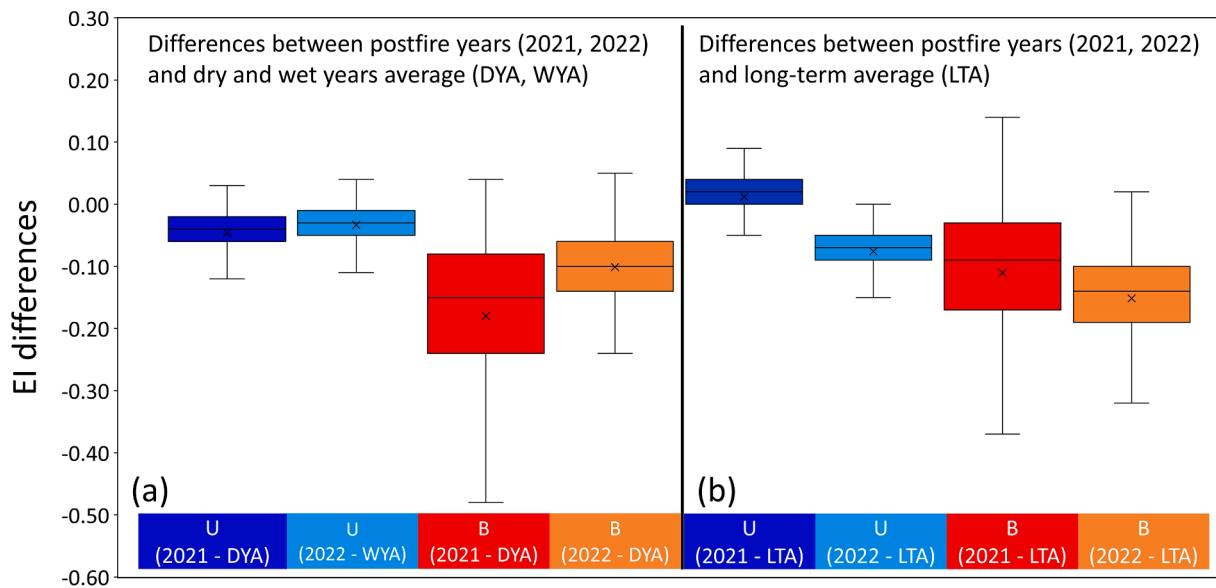 EI differences
0.30
0.20
0.10
0.00
-0.10
-0.20
-0.30
-0.40
-0.50
-0.60
Differences between postfire years (2021, 2022)
and dry and wet years average (DYA, WYA)
(a)
U
(2021 - DYA)
U
(2022 - WYA)
B
(2021 - DYA)
B
(2022 - DYA)
Differences between postfire years (2021, 2022)
and long-term average (LTA)
(b)
U
(2021 - LTA)
U
(2022 - LTA)
B
(2021 - LTA)
B
(2022 - LTA)